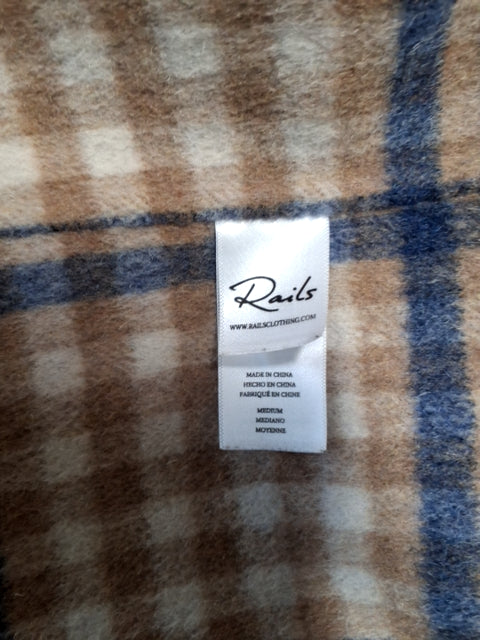 Rails
WWW.RAILSCLOTHING.COM
MADE IN CHINA
HECHO EN CHINA
FABRIQUÉ EN CHINE
MEDIUM
MEDIANO
MOYENNE